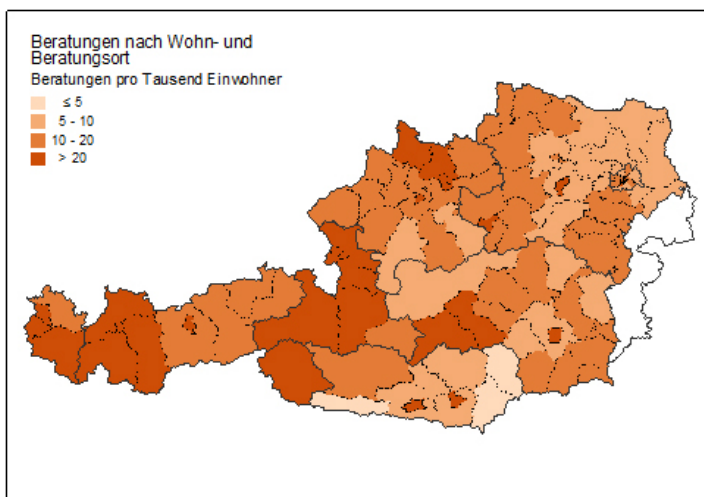 Beratungen nach Wohn- und
Beratungsort
Beratungen pro Tausend Einwohner
≤ 5
5 - 10
10 - 20
> 20